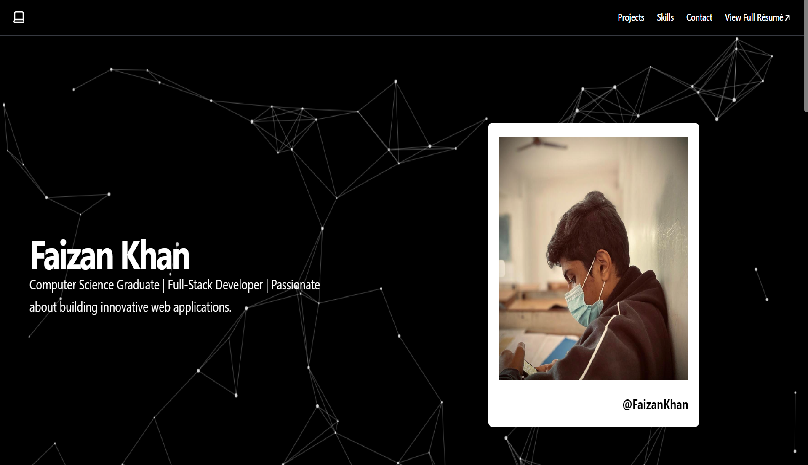 Projects Skills Contact View Full Résumé ↗
Faizan Khan
Computer Science Graduate | Full-Stack Developer | Passionate
about building innovative web applications.
@FaizanKhan